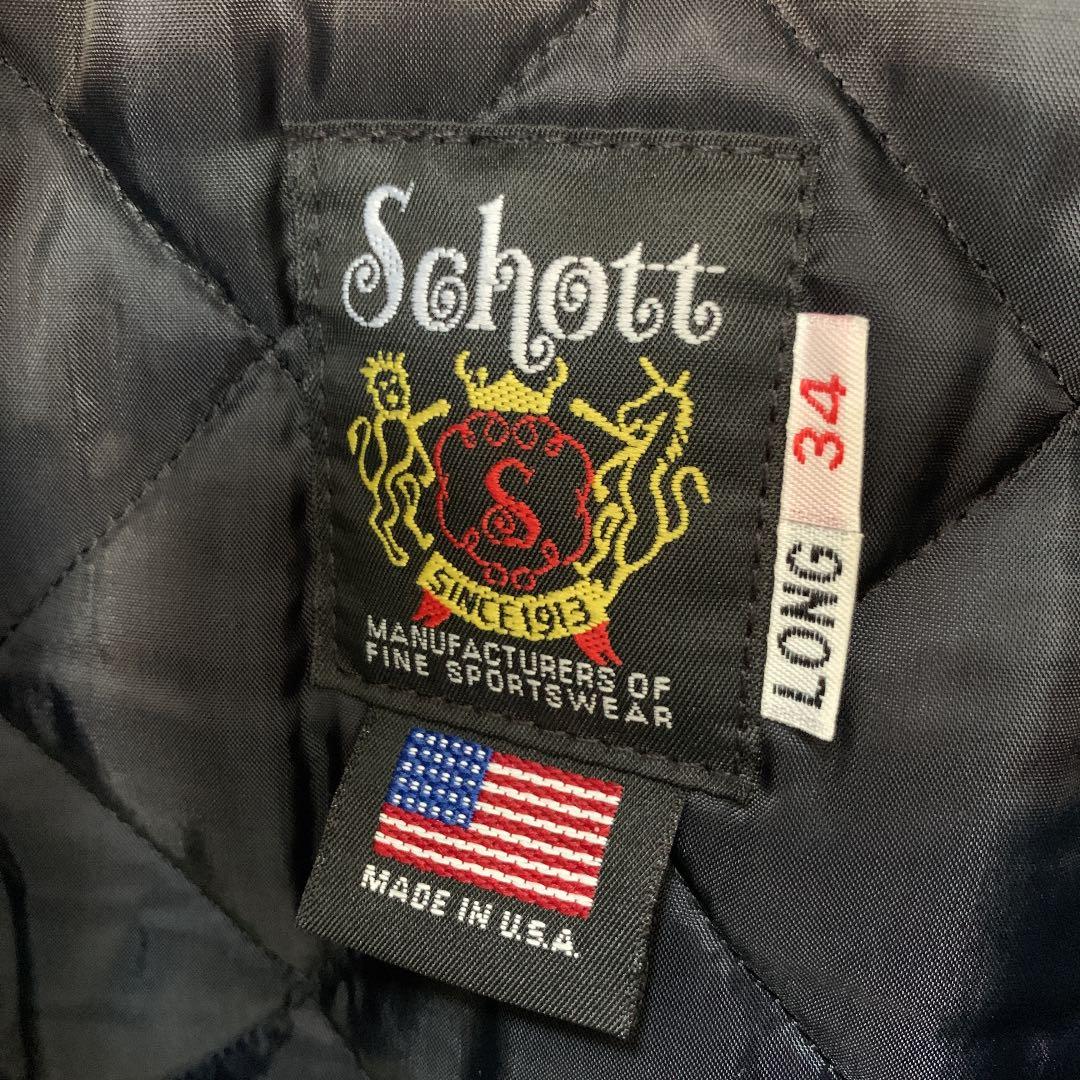 Schott
S
SINCE 1913
MANUFACTURERS OF
FINE SPORTSWEAR
34
LONG
MADE IN U.S.A.